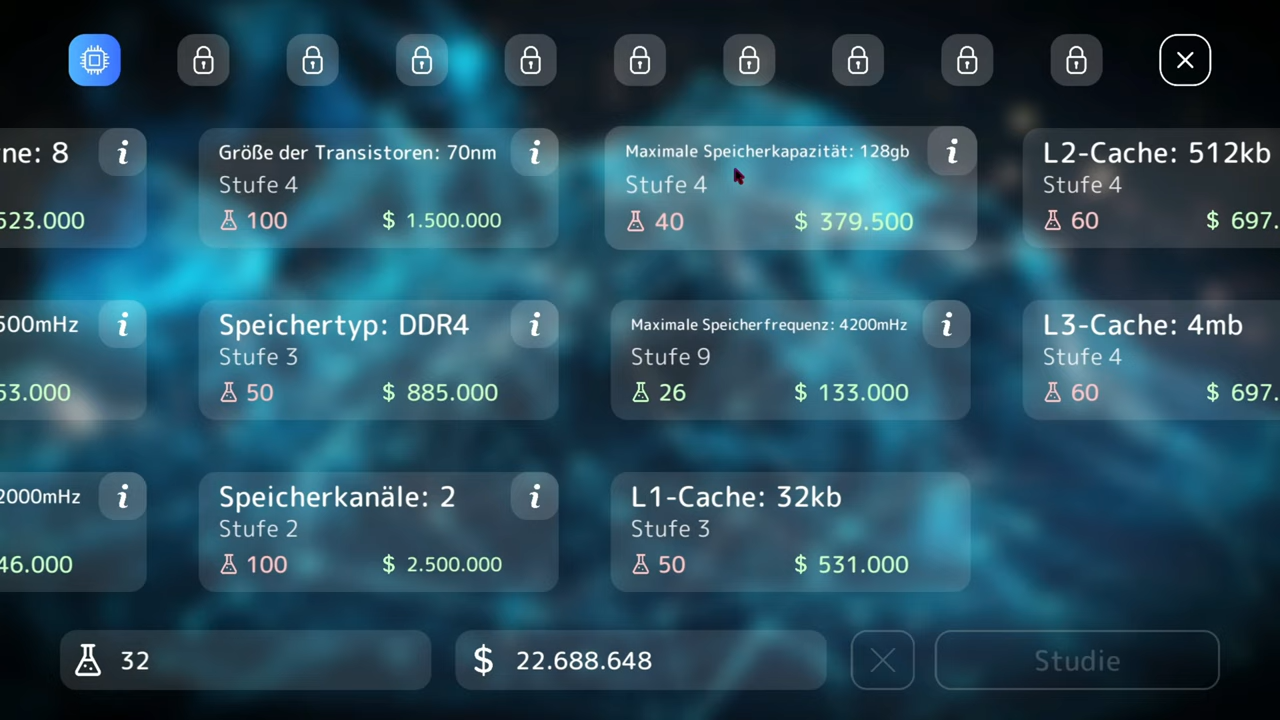 rne: 8
523.000
Größe der Transistoren: 70nm
Stufe 4
100 $ 1.500.000
Maximale Speicherkapazität: 128gb
Stufe 4
40 $ 379.500
L2-Cache: 512kb
Stufe 4
60 $ 697.
500mHz
53.000
Speichertyp: DDR4
Stufe 3
50 $ 885.000
Maximale Speicherfrequenz: 4200mHz
Stufe 9
26 $ 133.000
L3-Cache: 4mb
Stufe 4
60 $ 697.
2000mHz
46.000
Speicherkanäle: 2
Stufe 2
100 $ 2.500.000
L1-Cache: 32kb
Stufe 3
50 $ 531.000
32
$ 22.688.648
Studie